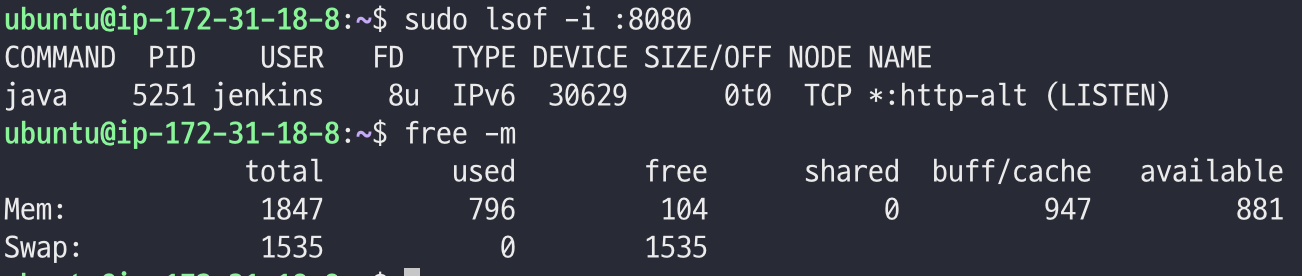 ubuntu@ip-172-31-18-8:~$ sudo lsof -i :8080
COMMAND PID USER FD TYPE DEVICE SIZE/OFF NODE NAME
java 5251 jenkins 8u IPv6 30629 0t0 TCP *:http-alt (LISTEN)
ubuntu@ip-172-31-18-8:~$ free -m
total used free shared buff/cache available
Mem: 1847 796 104 0 947 881
Swap: 1535 0 1535